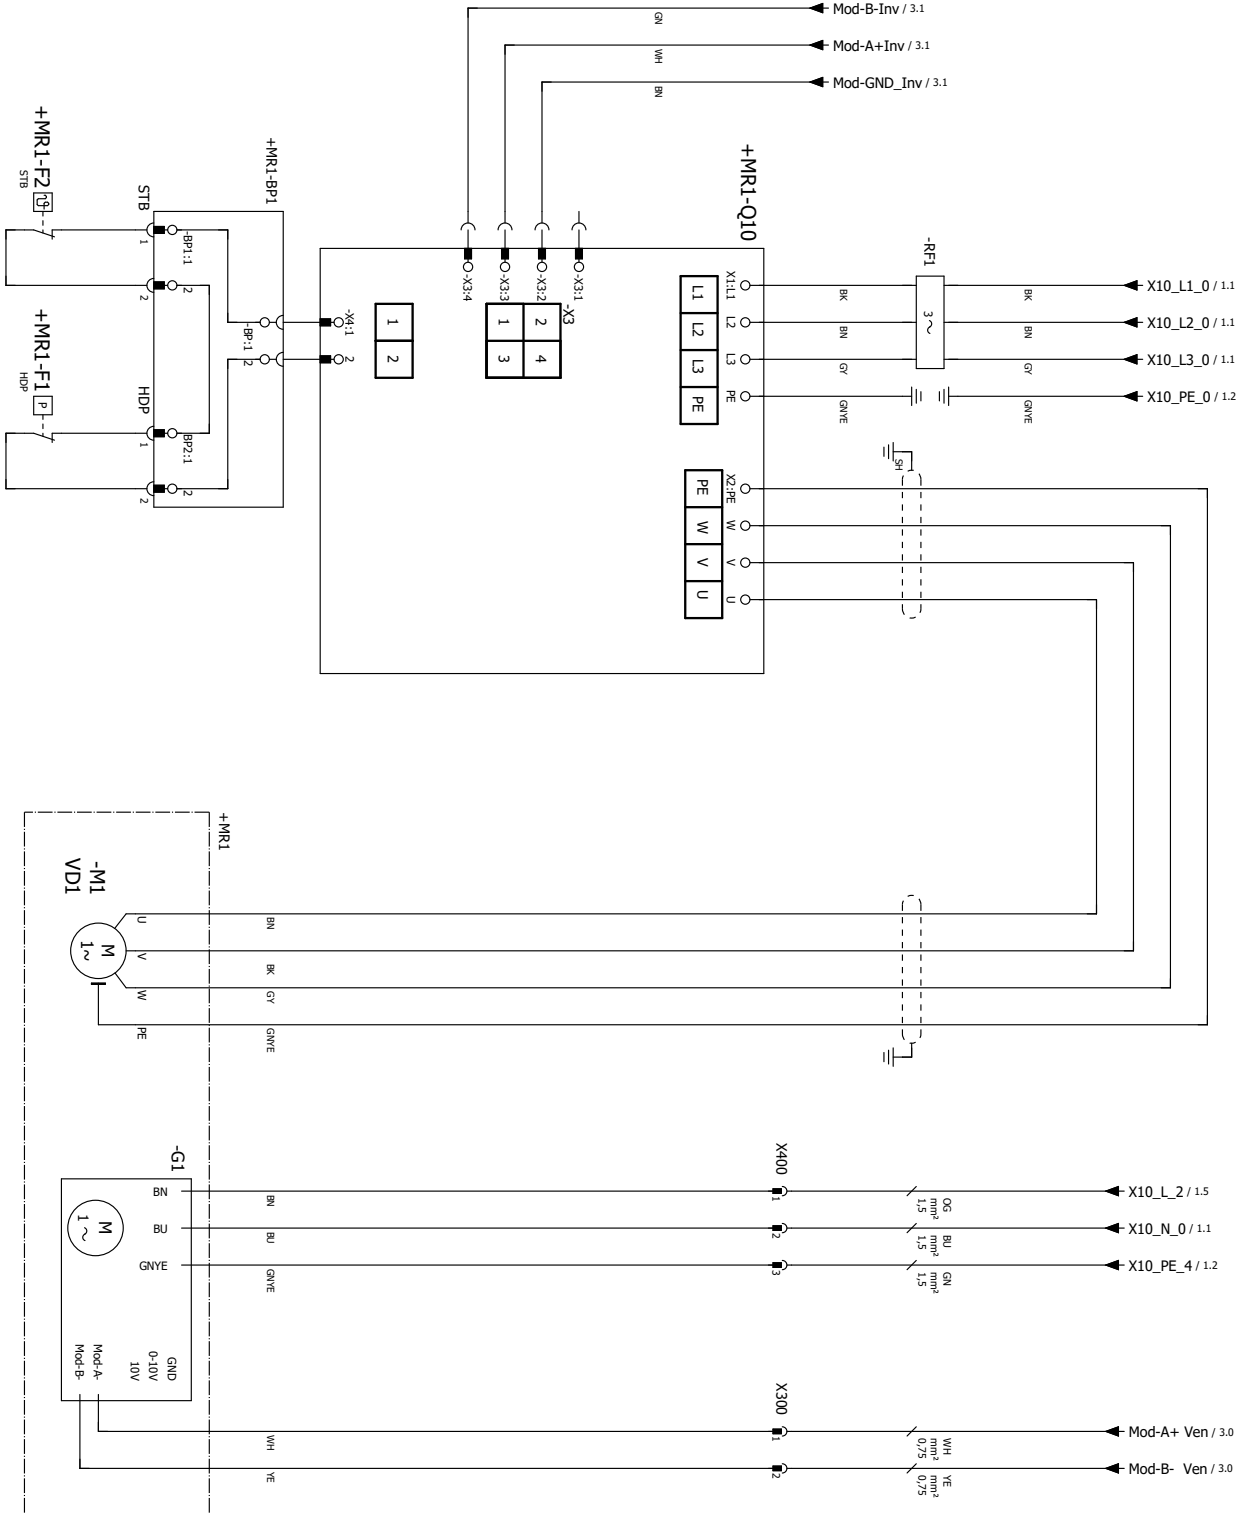 Mod-B-Inv / 3.1
GN
Mod-A+Inv / 3.1
WH
Mod-GND_Inv / 3.1
BN
+MR1-F2
STB
+MR1-BP1
STB
-BP1:1
1
2
2
+MR1-F1
P
HDP
HDP
BP2:1
1
2
2
-BP:1
2
-X4:1
2
1
2
+MR1-Q10
-X3:4
-X3:3
-X3:2
-X3:1
-X3
1
2
3
4
L1
L2
L3
PE
X1:L1
L2
L3
PE
-RF1
3 ~
BK
BK
X10_L1_0 / 1.1
BN
BN
X10_L2_0 / 1.1
GY
GY
X10_L3_0 / 1.1
GNYE
GNYE
X10_PE_0 / 1.2
SH
PE
W
V
U
X2:PE
W
V
U
+MR1
-M1
VD1
M
1~
U
BN
V
BK
W
GY
PE
GNYE
-G1
M
1 ~
BN
BU
GNYE
GND
0-10V
10V
Mod-A-
Mod-B-
X400
BN
1
OG
mm²
1,5
X10_L_2 / 1.5
BU
2
BU
mm²
1,5
X10_N_0 / 1.1
GNYE
3
GN
mm²
1,5
X10_PE_4 / 1.2
X300
WH
1
WH
mm²
0,75
Mod-A+ Ven / 3.0
YE
2
YE
mm²
0,75
Mod-B- Ven / 3.0